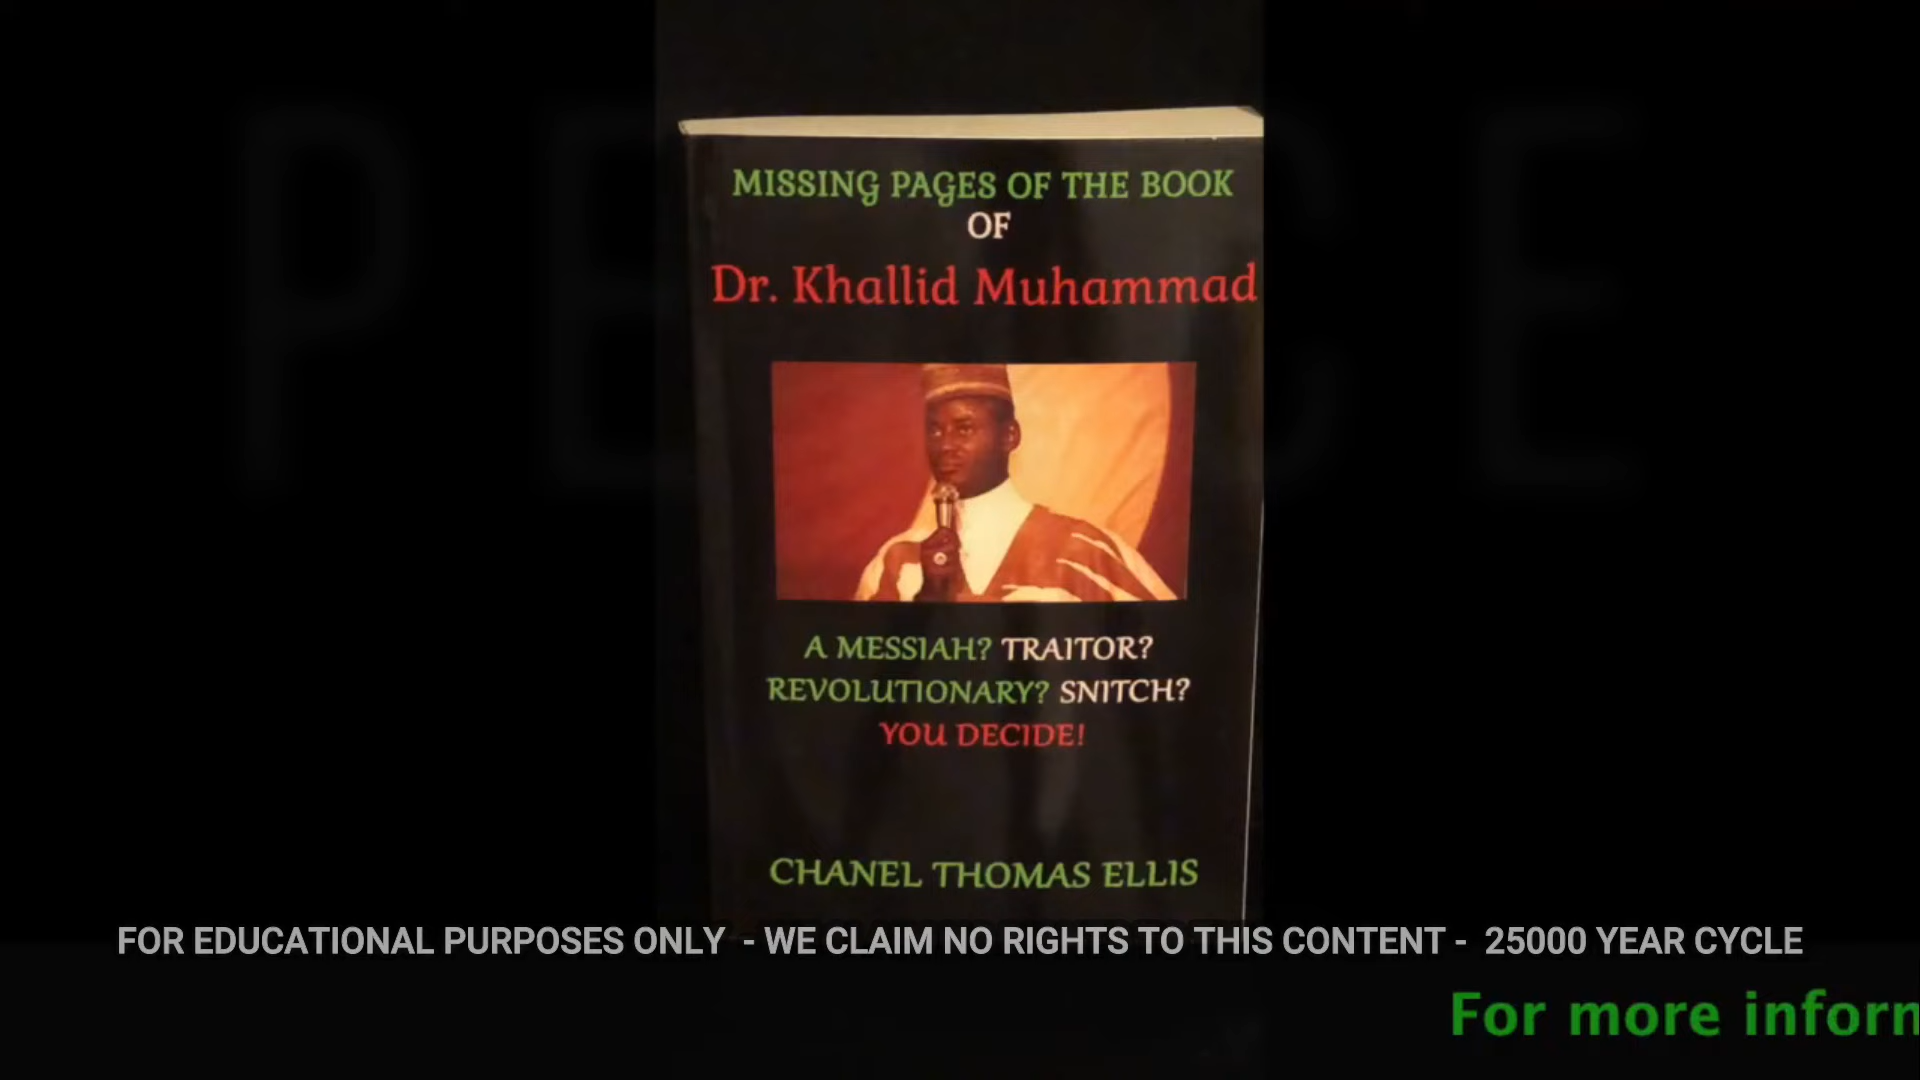 PEACE
MISSING PAGES OF THE BOOK
OF
Dr. Khallid Muhammad
A MESSIAH? TRAITOR?
REVOLUTIONARY? SNITCH?
YOU DECIDE!
CHANEL THOMAS ELLIS
FOR EDUCATIONAL PURPOSES ONLY - WE CLAIM NO RIGHTS TO THIS CONTENT - 25000 YEAR CYCLE
For more inform